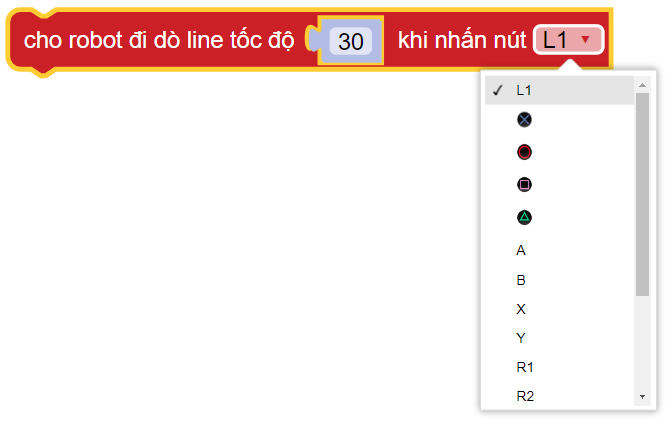 cho robot đi dò line tốc độ 30 khi nhấn nút L1
L1
A
B
X
Y
R1
R2